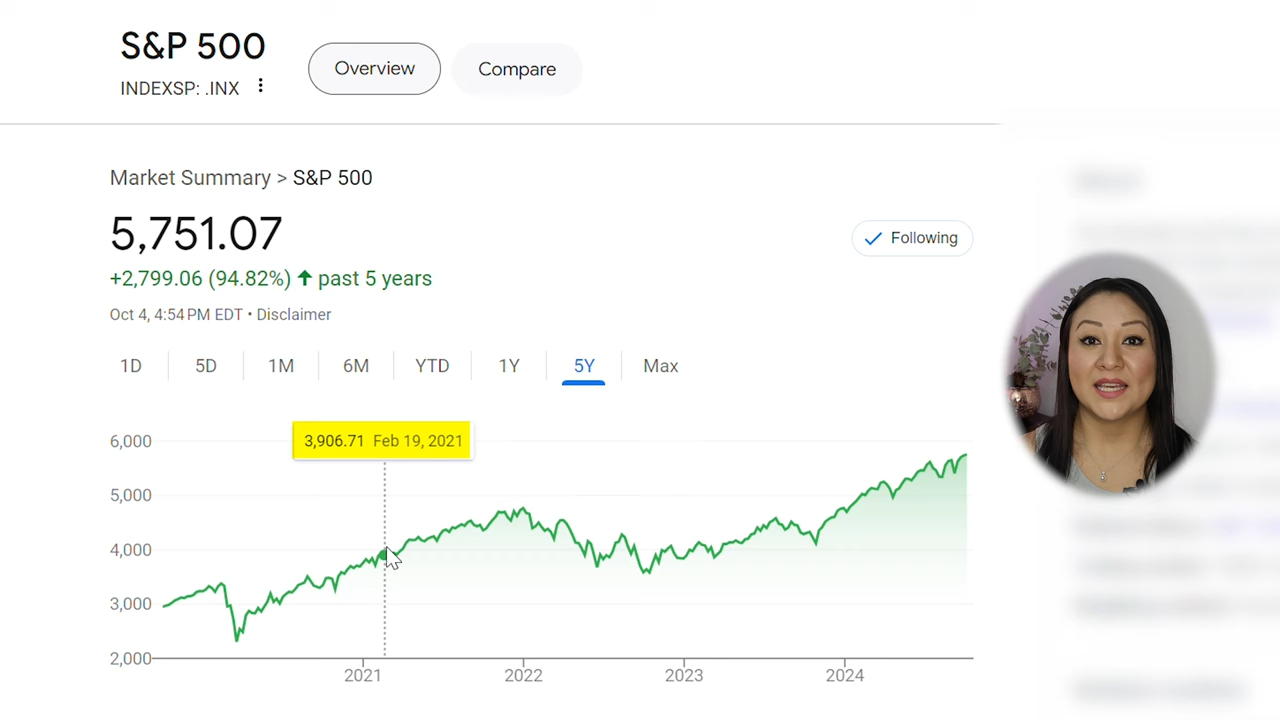 S&P 500
INDEXSP: .INX
Overview
Compare
Market Summary > S&P 500
5,751.07
+2,799.06 (94.82%) ↑ past 5 years
Oct 4, 4:54 PM EDT • Disclaimer
Following
1D 5D 1M 6M YTD 1Y 5Y Max
3,906.71 Feb 19, 2021
6,000
5,000
4,000
3,000
2,000
2021 2022 2023 2024